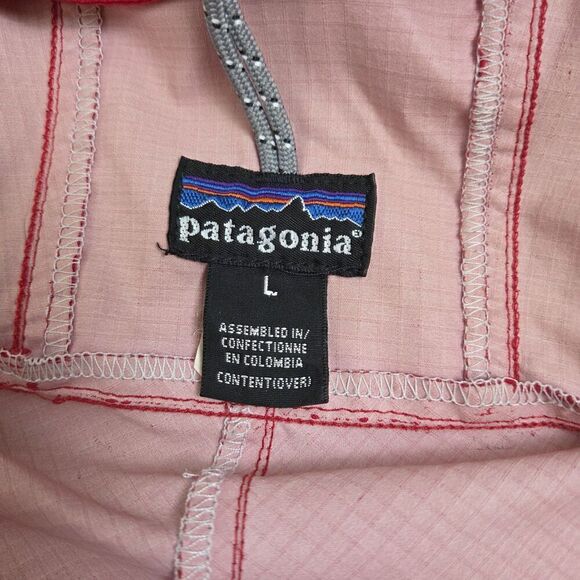 patagonia®
L
ASSEMBLED IN/
CONFECTIONNE
EN COLOMBIA
CONTENT(OVER)